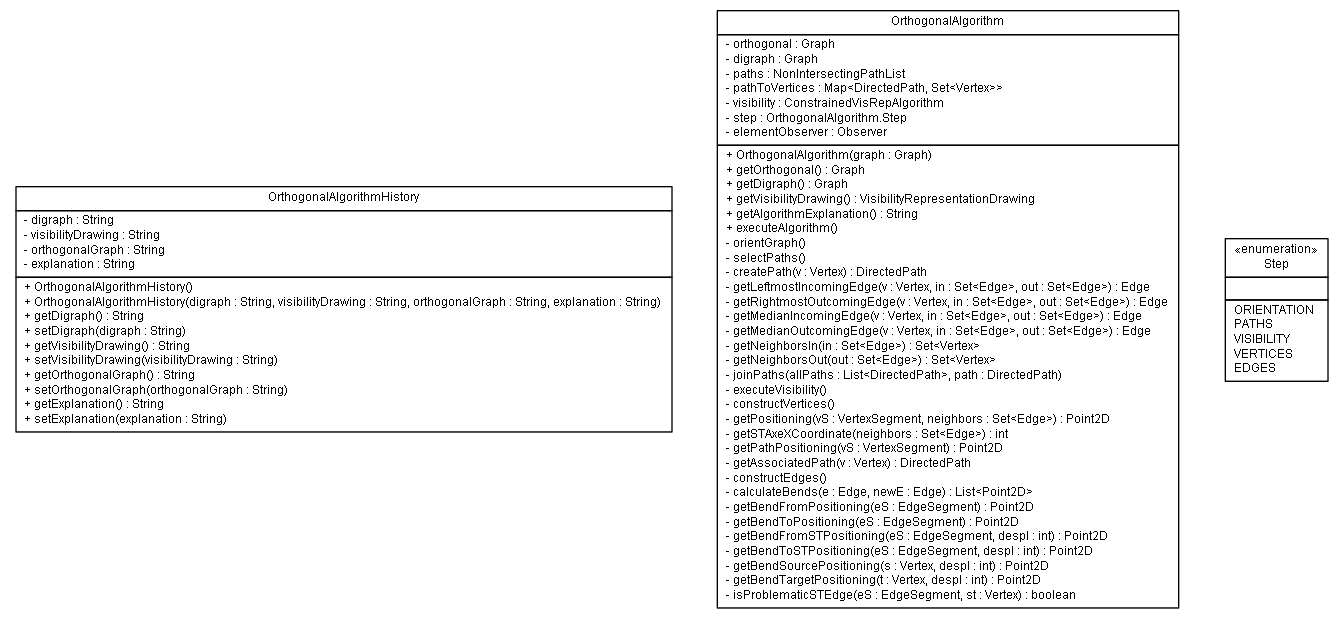 OrthogonalAlgorithmHistory
- digraph : String
- visibilityDrawing : String
- orthogonalGraph : String
- explanation : String
+ OrthogonalAlgorithmHistory()
+ OrthogonalAlgorithmHistory(digraph : String, visibilityDrawing : String, orthogonalGraph : String, explanation : String)
+ getDigraph() : String
+ setDigraph(digraph : String)
+ getVisibilityDrawing() : String
+ setVisibilityDrawing(visibilityDrawing : String)
+ getOrthogonalGraph() : String
+ setOrthogonalGraph(orthogonalGraph : String)
+ getExplanation() : String
+ setExplanation(explanation : String)
OrthogonalAlgorithm
- orthogonal : Graph
- digraph : Graph
- paths : NonIntersectingPathList
- pathToVertices : Map<DirectedPath, Set<Vertex>>
- visibility : ConstrainedVisRepAlgorithm
- step : OrthogonalAlgorithm.Step
- elementObserver : Observer
+ OrthogonalAlgorithm(graph : Graph)
+ getOrthogonal() : Graph
+ getDigraph() : Graph
+ getVisibilityDrawing() : VisibilityRepresentationDrawing
+ getAlgorithmExplanation() : String
+ executeAlgorithm()
- orientGraph()
- selectPaths()
- createPath(v : Vertex) : DirectedPath
- getLeftmostIncomingEdge(v : Vertex, in : Set<Edge>, out : Set<Edge>) : Edge
- getRightmostOutcomingEdge(v : Vertex, in : Set<Edge>, out : Set<Edge>) : Edge
- getMedianIncomingEdge(v : Vertex, in : Set<Edge>, out : Set<Edge>) : Edge
- getMedianOutcomingEdge(v : Vertex, in : Set<Edge>, out : Set<Edge>) : Edge
- getNeighborsIn(in : Set<Edge>) : Set<Vertex>
- getNeighborsOut(out : Set<Edge>) : Set<Vertex>
- joinPaths(allPaths : List<DirectedPath>, path : DirectedPath)
- executeVisibility()
- constructVertices()
- getPositioning(vS : VertexSegment, neighbors : Set<Edge>) : Point2D
- getSTAxeXCoordinate(neighbors : Set<Edge>) : int
- getPathPositioning(vS : VertexSegment) : Point2D
- getAssociatedPath(v : Vertex) : DirectedPath
- constructEdges()
- calculateBends(e : Edge, newE : Edge) : List<Point2D>
- getBendFromPositioning(eS : EdgeSegment) : Point2D
- getBendToPositioning(eS : EdgeSegment) : Point2D
- getBendFromSTPositioning(eS : EdgeSegment, despl : int) : Point2D
- getBendToSTPositioning(eS : EdgeSegment, despl : int) : Point2D
- getBendSourcePositioning(s : Vertex, despl : int) : Point2D
- getBendTargetPositioning(t : Vertex, despl : int) : Point2D
- isProblematicSTEdge(eS : EdgeSegment, st : Vertex) : boolean
«enumeration»
Step
ORIENTATION
PATHS
VISIBILITY
VERTICES
EDGES